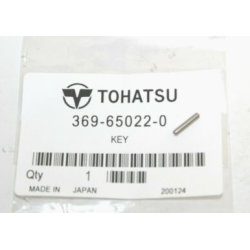 TOHATSU
369-65022-0
KEY
Qty 1
MADE IN JAPAN 200124